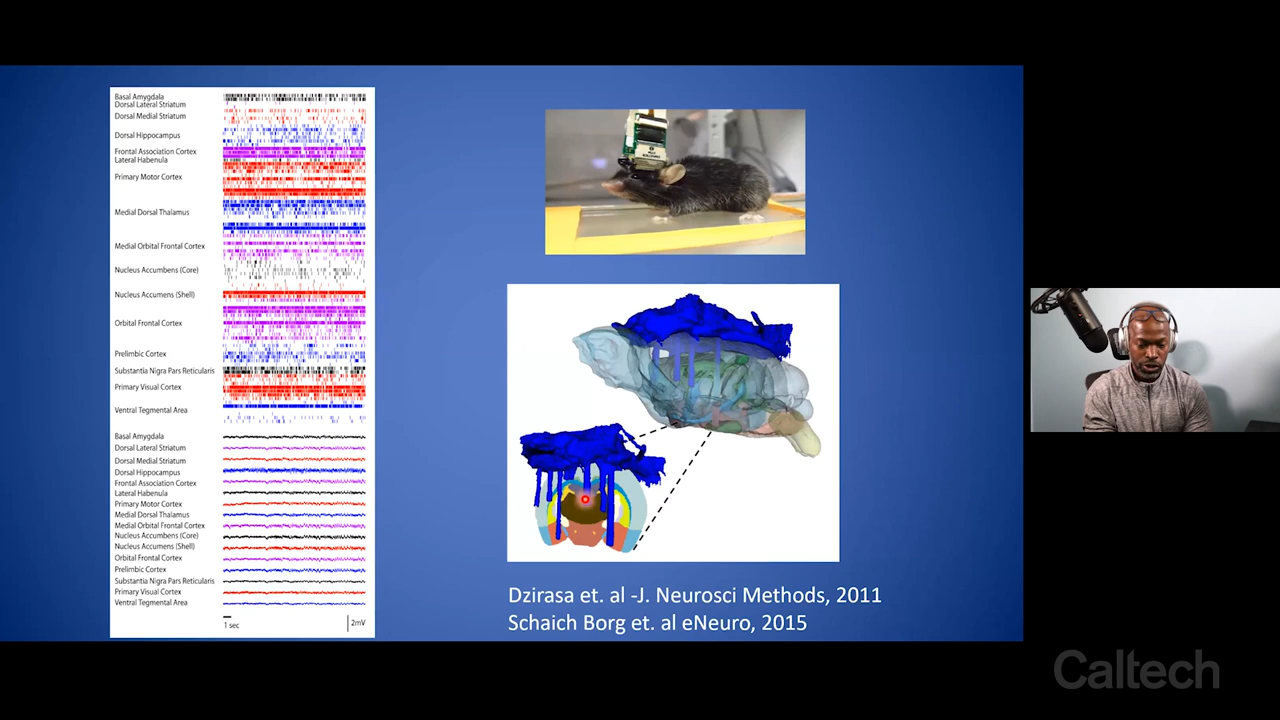 Basal Amygdala
Dorsal Lateral Striatum
Dorsal Medial Striatum
Dorsal Hippocampus
Frontal Association Cortex
Lateral Habenula
Primary Motor Cortex
Medial Dorsal Thalamus
Medial Orbital Frontal Cortex
Nucleus Accumbens (Core)
Nucleus Accumens (Shell)
Orbital Frontal Cortex
Prelimbic Cortex
Substantia Nigra Pars Reticularis
Primary Visual Cortex
Ventral Tegmental Area
Basal Amygdala
Dorsal Lateral Striatum
Dorsal Medial Striatum
Dorsal Hippocampus
Frontal Association Cortex
Lateral Habenula
Primary Motor Cortex
Medial Dorsal Thalamus
Medial Orbital Frontal Cortex
Nucleus Accumbens (Core)
Nucleus Accumens (Shell)
Orbital Frontal Cortex
Prelimbic Cortex
Substantia Nigra Pars Reticularis
Primary Visual Cortex
Ventral Tegmental Area
1 sec
2mV
Dzirasa et. al -J. Neurosci Methods, 2011
Schaich Borg et. al eNeuro, 2015
Caltech